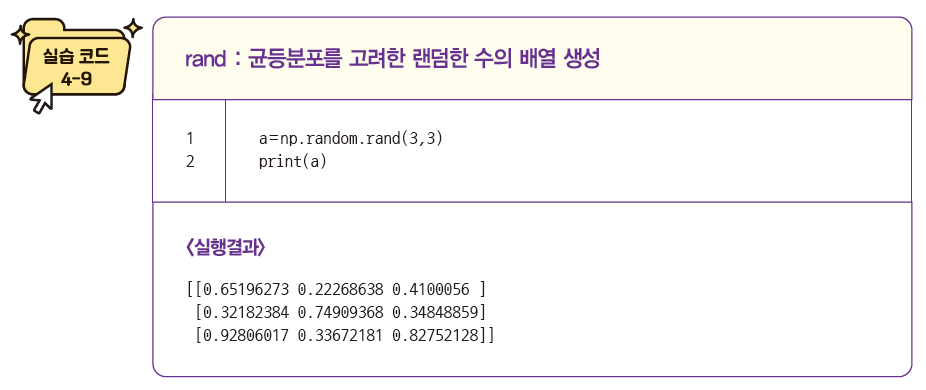 실습 코드
4-9
rand : 균등분포를 고려한 랜덤한 수의 배열 생성
1 a=np.random.rand(3,3)
2 print(a)
<실행결과>
[[0.65196273 0.22268638 0.4100056 ]
[0.32182384 0.74909368 0.34848859]
[0.92806017 0.33672181 0.82752128]]